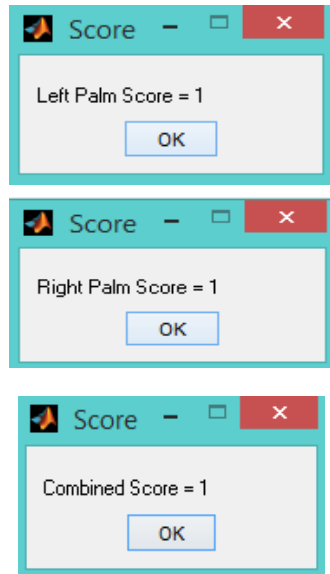 Score
Left Palm Score = 1
OK
Score
Right Palm Score = 1
OK
Score
Combined Score = 1
OK